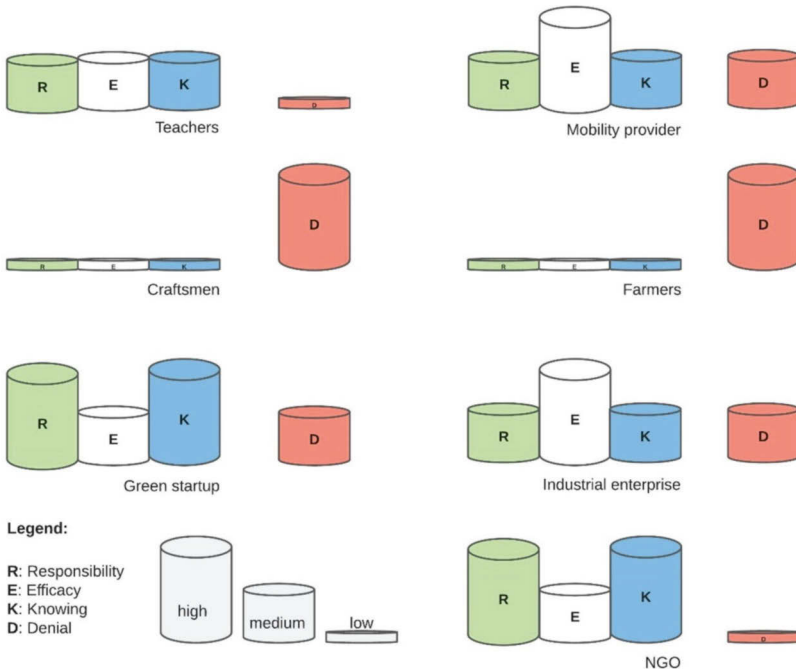 R E K D
Teachers
R E K D
Mobility provider
R E K D
Craftsmen
R E K D
Farmers
R E K D
Green startup
R E K D
Industrial enterprise
Legend:
R: Responsibility
E: Efficacy
K: Knowing
D: Denial
high
medium
low
R E K D
NGO